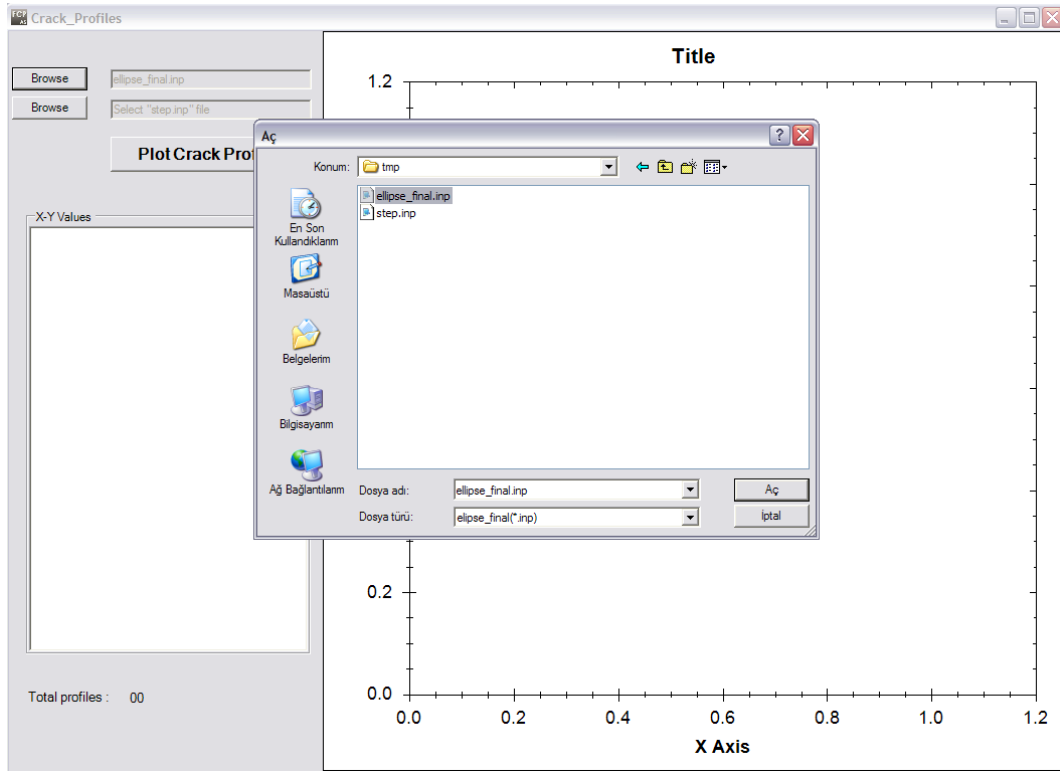 FCP AS Crack_Profiles
Browse ellipse_final.inp
Browse Select "step.inp" file
Plot Crack Prof
X-Y Values
Total profiles : 00
Aç
Konum: tmp
En Son
Kullandıklarım
Masaüstü
Belgelerim
Bilgisayarım
Ağ Bağlantılarım
ellipse_final.inp
step.inp
Dosya adı: ellipse_final.inp Aç
Dosya türü: elipse_final(*.inp) İptal
Title
1.2
0.2
0.0
0.0 0.2 0.4 0.6 0.8 1.0 1.2
X Axis